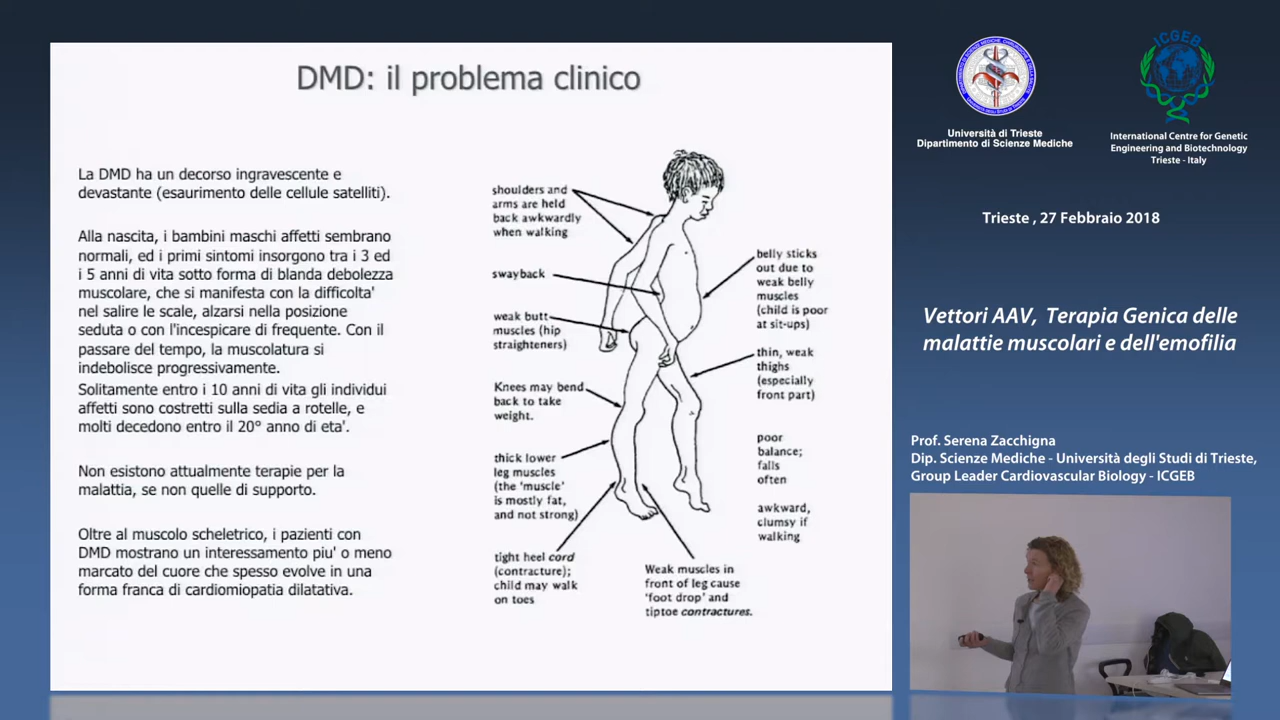 DMD: il problema clinico
La DMD ha un decorso ingravescente e
devastante (esaurimento delle cellule satelliti).
Alla nascita, i bambini maschi affetti sembrano
normali, ed i primi sintomi insorgono tra i 3 ed
i 5 anni di vita sotto forma di blanda debolezza
muscolare, che si manifesta con la difficolta'
nel salire le scale, alzarsi nella posizione
seduta o con l'incespicare di frequente. Con il
passare del tempo, la muscolatura si
indebolisce progressivamente.
Solitamente entro i 10 anni di vita gli individui
affetti sono costretti sulla sedia a rotelle, e
molti decedono entro il 20° anno di eta'.
Non esistono attualmente terapie per la
malattia, se non quelle di supporto.
Oltre al muscolo scheletrico, i pazienti con
DMD mostrano un interessamento piu' o meno
marcato del cuore che spesso evolve in una
forma franca di cardiomiopatia dilatativa.
shoulders and
arms are held
back awkwardly
when walking
swayback
weak butt
muscles (hip
straighteners)
Knees may bend
back to take
weight.
thick lower
leg muscles
(the 'muscle'
is mostly fat,
and not strong)
tight heel cord
(contracture);
child may walk
on toes
belly sticks
out due to
weak belly
muscles
(child is poor
at sit-ups)
thin, weak
thighs
(especially
front part)
poor
balance;
falls
often
awkward,
clumsy if
walking
Weak muscles in
front of leg cause
'foot drop' and
tiptoe contractures.
Università di Trieste
Dipartimento di Scienze Mediche
ICGEB
International Centre for Genetic
Engineering and Biotechnology
Trieste - Italy
Trieste , 27 Febbraio 2018
Vettori AAV, Terapia Genica delle
malattie muscolari e dell'emofilia
Prof. Serena Zacchigna
Dip. Scienze Mediche - Università degli Studi di Trieste,
Group Leader Cardiovascular Biology - ICGEB